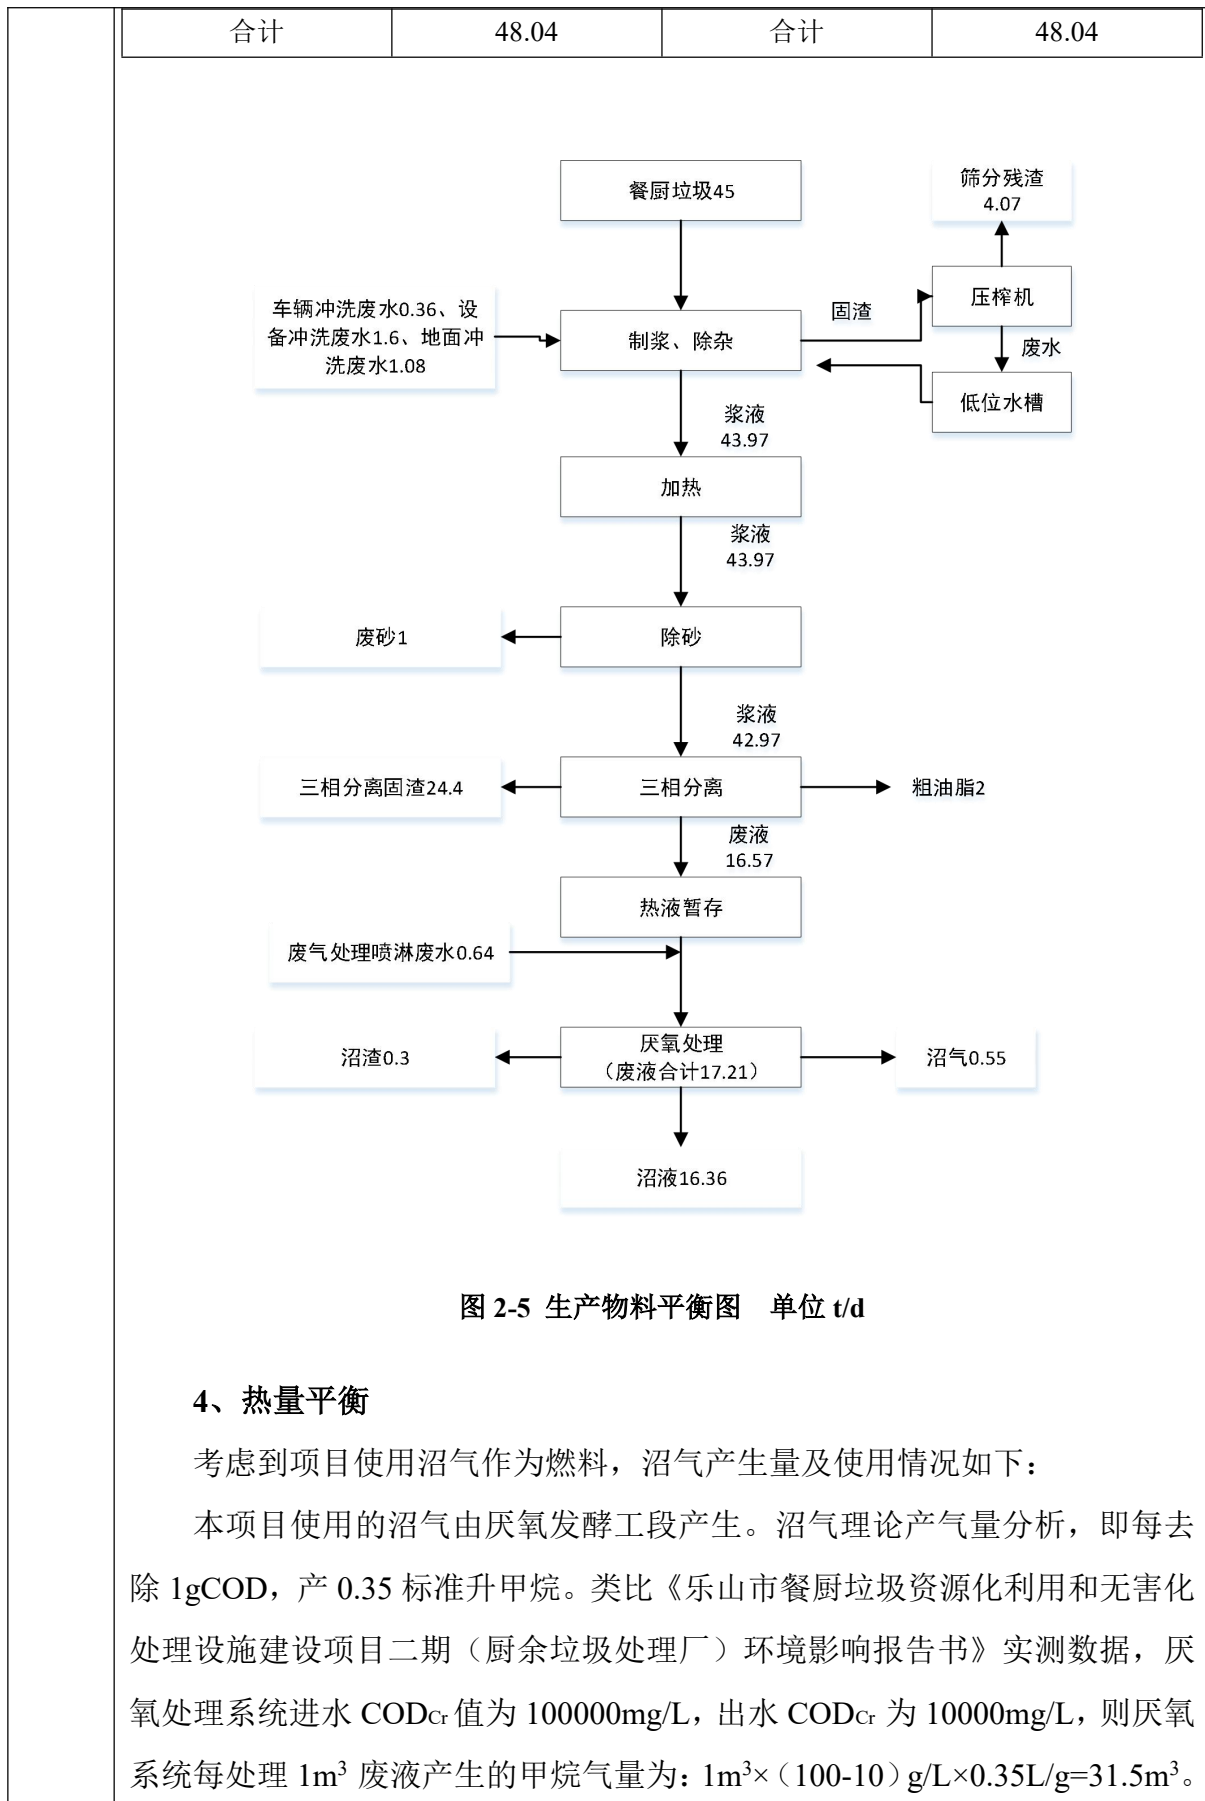 合计 48.04 合计 48.04
餐厨垃圾45
筛分残渣
4.07
压榨机
固渣
废水
低位水槽
车辆冲洗废水0.36、设
备冲洗废水1.6、地面冲
洗废水1.08
制浆、除杂
浆液
43.97
加热
浆液
43.97
废砂1
除砂
浆液
42.97
三相分离固渣24.4
三相分离
粗油脂2
废液
16.57
热液暂存
废气处理喷淋废水0.64
沼渣0.3
厌氧处理
（废液合计17.21）
沼气0.55
沼液16.36
图 2-5 生产物料平衡图 单位 t/d
4、热量平衡
考虑到项目使用沼气作为燃料，沼气产生量及使用情况如下：
本项目使用的沼气由厌氧发酵工段产生。沼气理论产气量分析，即每去
除 1gCOD，产 0.35 标准升甲烷。类比《乐山市餐厨垃圾资源化利用和无害化
处理设施建设项目二期（厨余垃圾处理厂）环境影响报告书》实测数据，厌
氧处理系统进水 CODCr 值为 100000mg/L，出水 CODCr 为 10000mg/L，则厌氧
系统每处理 1m³ 废液产生的甲烷气量为：1m³×（100-10）g/L×0.35L/g=31.5m³。